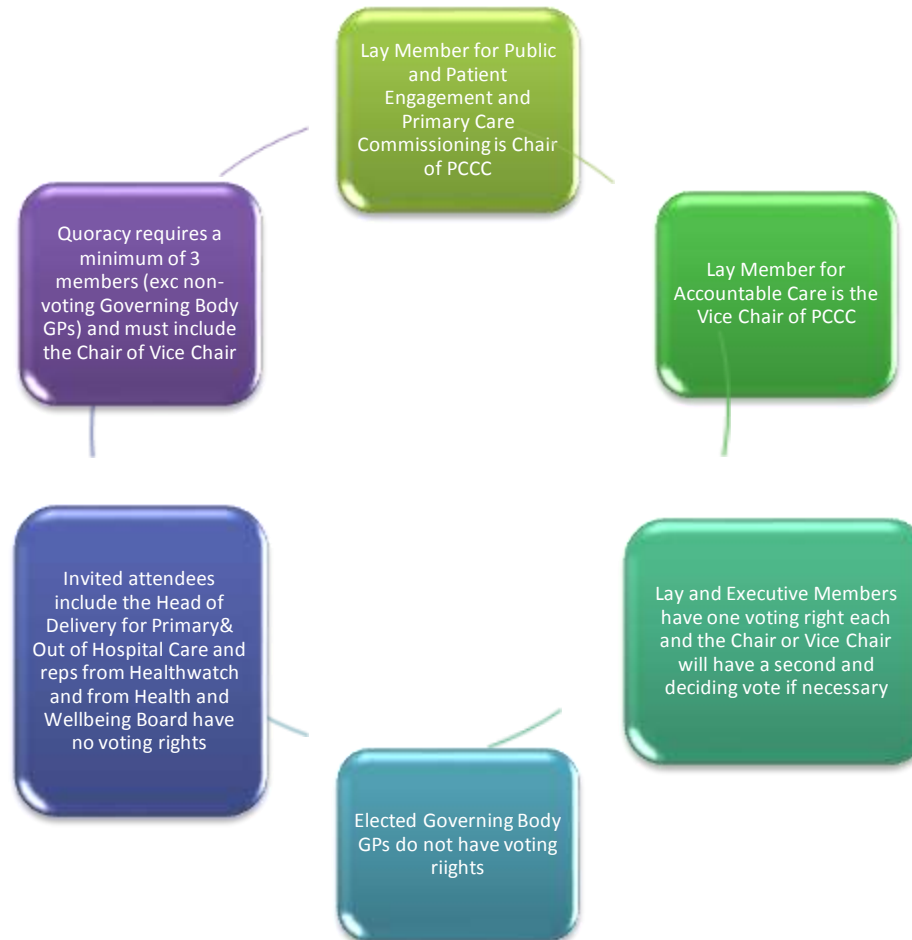 Lay Member for Public
and Patient
Engagement and
Primary Care
Commissioning is Chair
of PCCC
Lay Member for
Accountable Care is the
Vice Chair of PCCC
Lay and Executive Members
have one voting right each
and the Chair or Vice Chair
will have a second and
deciding vote if necessary
Elected Governing Body
GPs do not have voting
riights
Invited attendees
include the Head of
Delivery for Primary& 
Out of Hospital Care and
reps from Healthwatch
and from Health and
Wellbeing Board have
no voting rights
Quoracy requires a
minimum of 3
members (exc non-
voting Governing Body
GPs) and must include
the Chair of Vice Chair